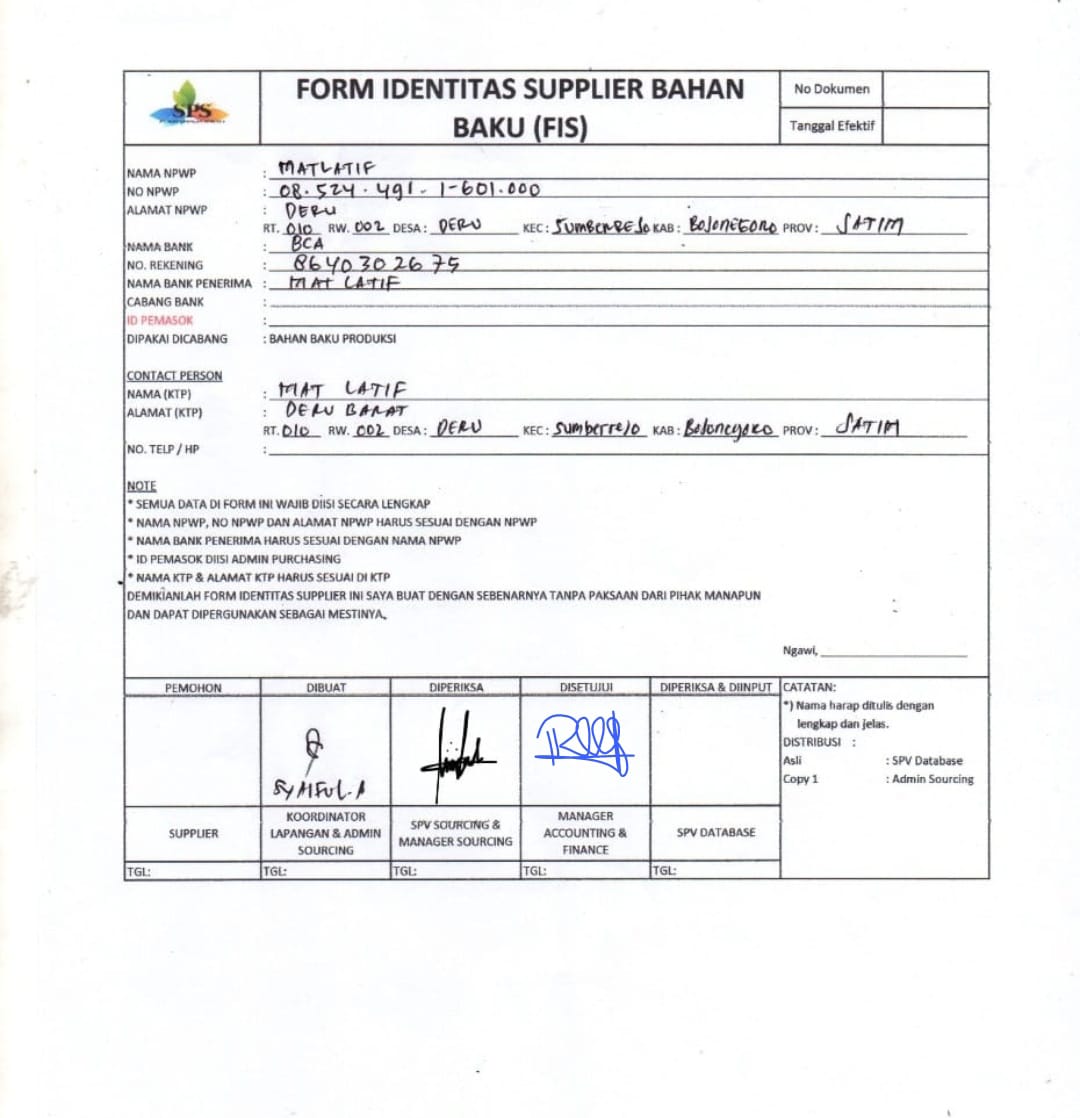 SPS
FORM IDENTITAS SUPPLIER BAHAN
BAKU (FIS)
No Dokumen
Tanggal Efektif
NAMA NPWP : MATLATIF
NO NPWP : 08.524.491-1-601.000
ALAMAT NPWP : DERU
RT. 010 RW. 002 DESA: DERU KEC: SUMBERREJO KAB: BOJONEGORO PROV: JATIM
NAMA BANK : BCA
NO. REKENING : 8640302675
NAMA BANK PENERIMA : MAT LATIF
CABANG BANK :
ID PEMASOK :
DIPAKAI DICABANG : BAHAN BAKU PRODUKSI
CONTACT PERSON
NAMA (KTP) : MAT LATIF
ALAMAT (KTP) : DERU BARAT
RT. 010 RW. 002 DESA: DERU KEC: Sumberrejo KAB: Bojonegoro PROV: JATIM
NO. TELP / HP :
NOTE
* SEMUA DATA DI FORM INI WAJIB DIISI SECARA LENGKAP
* NAMA NPWP, NO NPWP DAN ALAMAT NPWP HARUS SESUAI DENGAN NPWP
* NAMA BANK PENERIMA HARUS SESUAI DENGAN NAMA NPWP
* ID PEMASOK DIISI ADMIN PURCHASING
* NAMA KTP & ALAMAT KTP HARUS SESUAI DI KTP
DEMIKIANLAH FORM IDENTITAS SUPPLIER INI SAYA BUAT DENGAN SEBENARNYA TANPA PAKSAAN DARI PIHAK MANAPUN
DAN DAPAT DIPERGUNAKAN SEBAGAI MESTINYA.
Ngawi,
PEMOHON DIBUAT DIPERIKSA DISETUJUI DIPERIKSA & DIINPUT
SYAIFUL.A
SUPPLIER
KOORDINATOR
LAPANGAN & ADMIN
SOURCING
SPV SOURCING &
MANAGER SOURCING
MANAGER
ACCOUNTING &
FINANCE
SPV DATABASE
TGL: TGL: TGL: TGL: TGL:
CATATAN:
*) Nama harap ditulis dengan
lengkap dan jelas.
DISTRIBUSI :
Asli : SPV Database
Copy 1 : Admin Sourcing